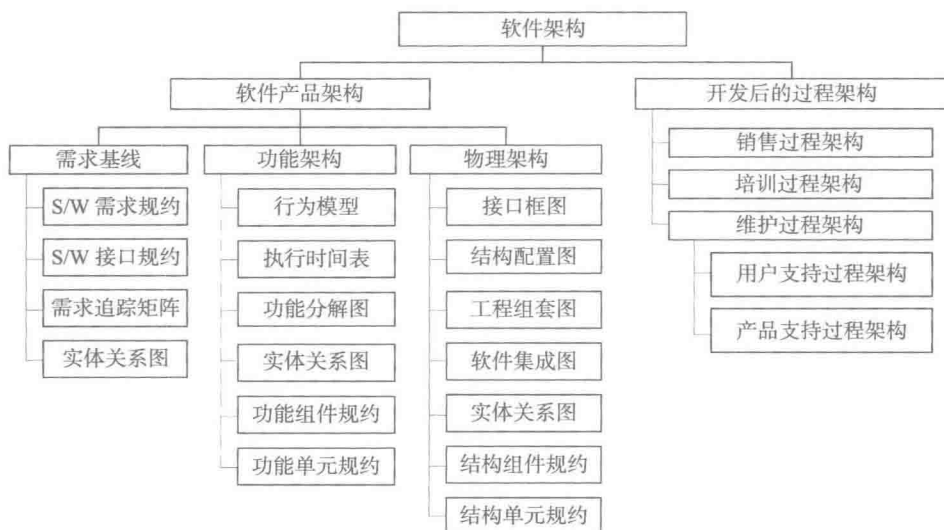 软件架构
软件产品架构
开发后的过程架构
需求基线
功能架构
物理架构
销售过程架构
S/W 需求规约
行为模型
接口框图
培训过程架构
S/W 接口规约
执行时间表
结构配置图
维护过程架构
需求追踪矩阵
功能分解图
工程组套图
用户支持过程架构
实体关系图
实体关系图
软件集成图
产品支持过程架构
功能组件规约
实体关系图
功能单元规约
结构组件规约
结构单元规约